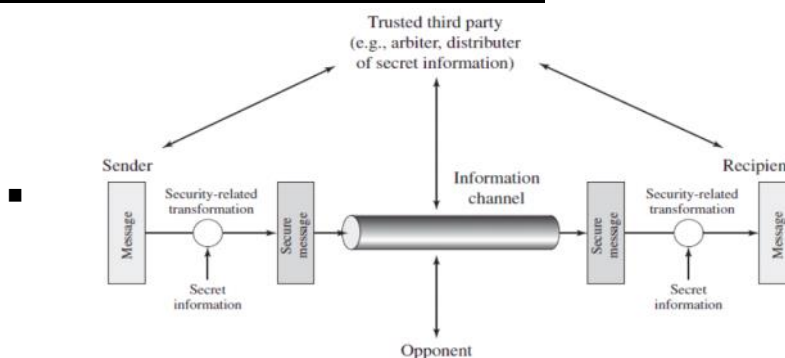 Trusted third party
(e.g., arbiter, distributer
of secret information)
Sender
Recipien
Information
channel
Security-related
transformation
Security-related
transformation
Message
Secure
message
Secure
message
Message
Secret
information
Secret
information
Opponent